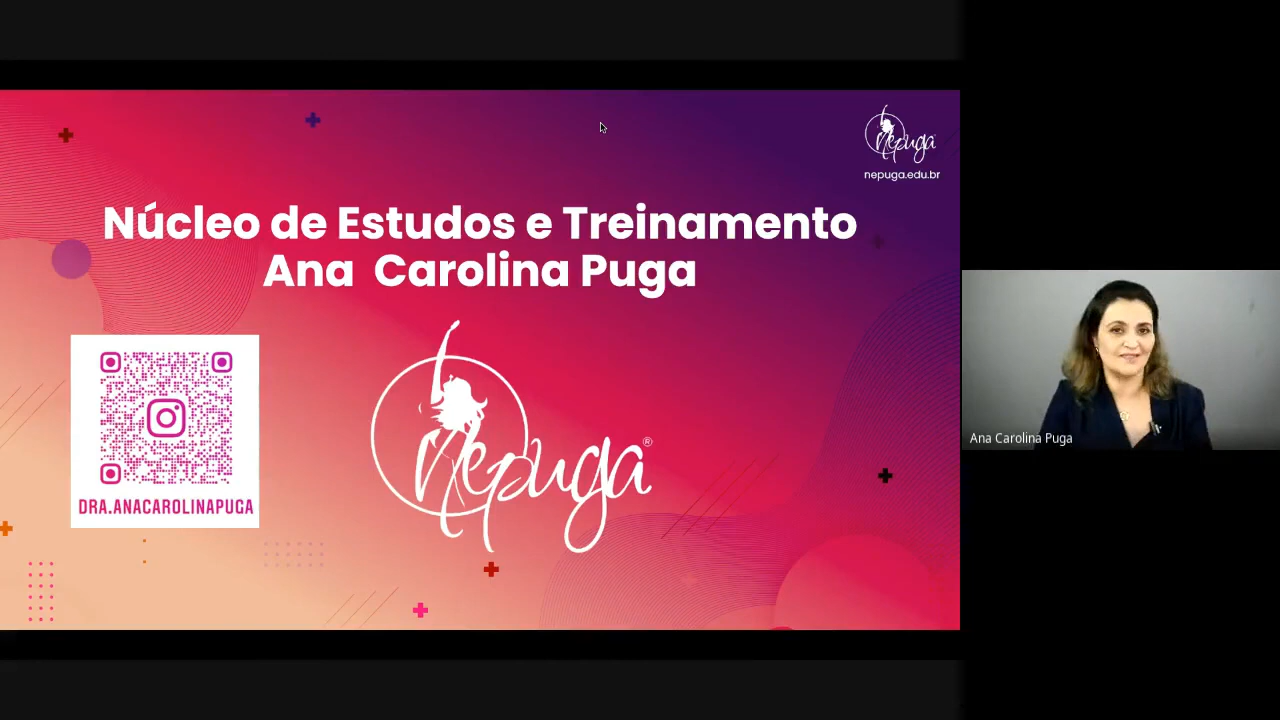 nepuga
nepuga.edu.br
Núcleo de Estudos e Treinamento
Ana Carolina Puga
DRA.ANACAROLINAPUGA
nepuga®
Ana Carolina Puga